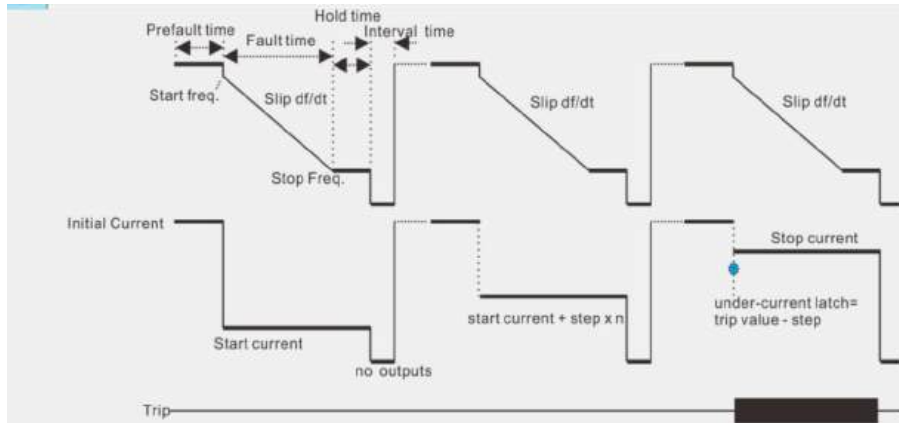 Hold time
Prefault time
Fault time
Interval time
Start freq.
Slip df/dt
Slip df/dt
Slip df/dt
Stop Freq.
Initial Current
Stop current
start current + step x n
under-current latch=
trip value - step
Start current
no outputs
Trip